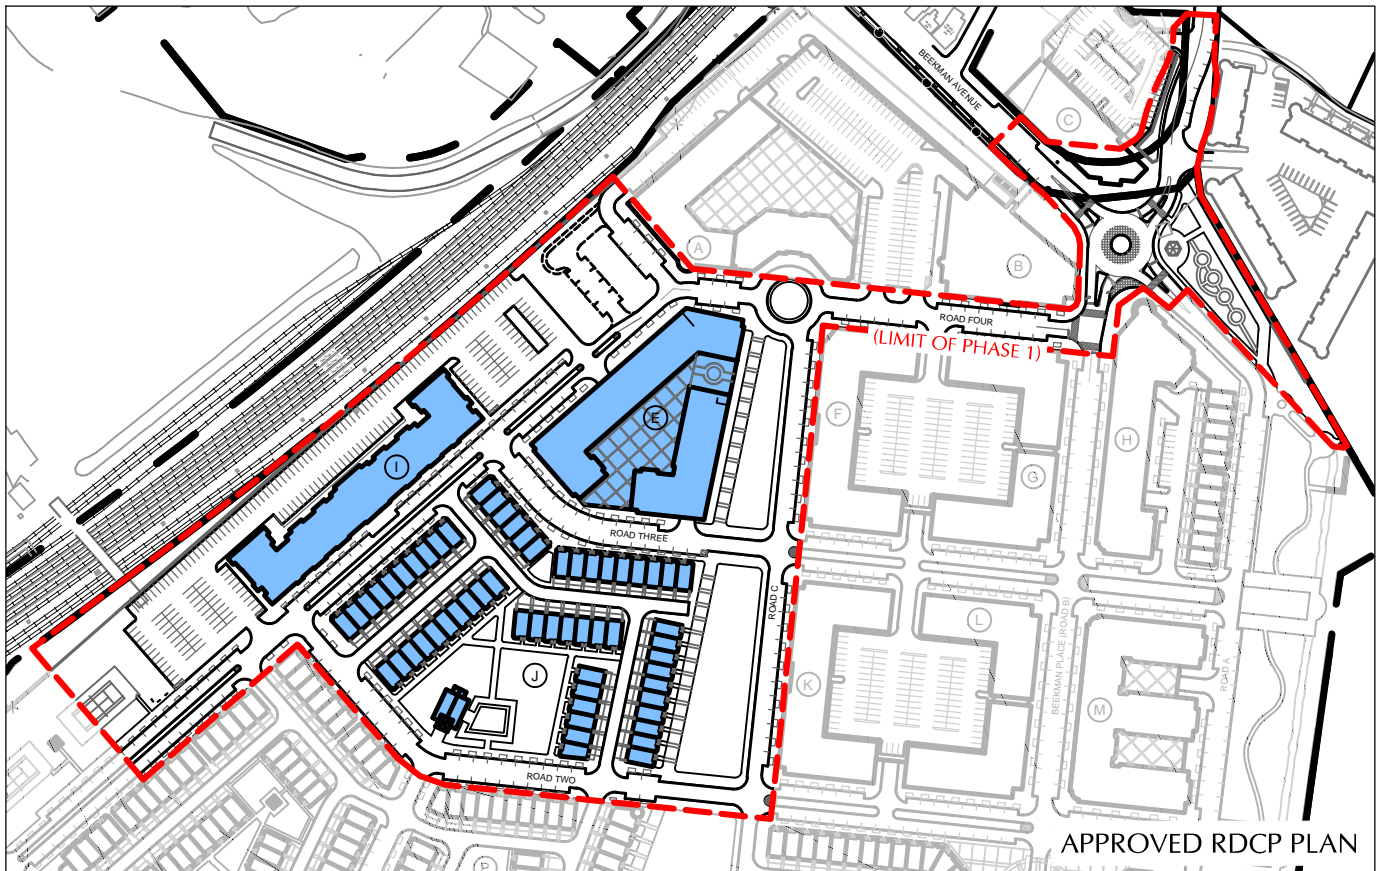 BEEKMAN AVENUE
C
A
B
ROAD FOUR
(LIMIT OF PHASE 1)
E
F
H
I
G
ROAD THREE
ROAD C
L
BEEKMAN PLACE (ROAD B)
ROAD A
J
K
M
ROAD TWO
APPROVED RDCP PLAN
P